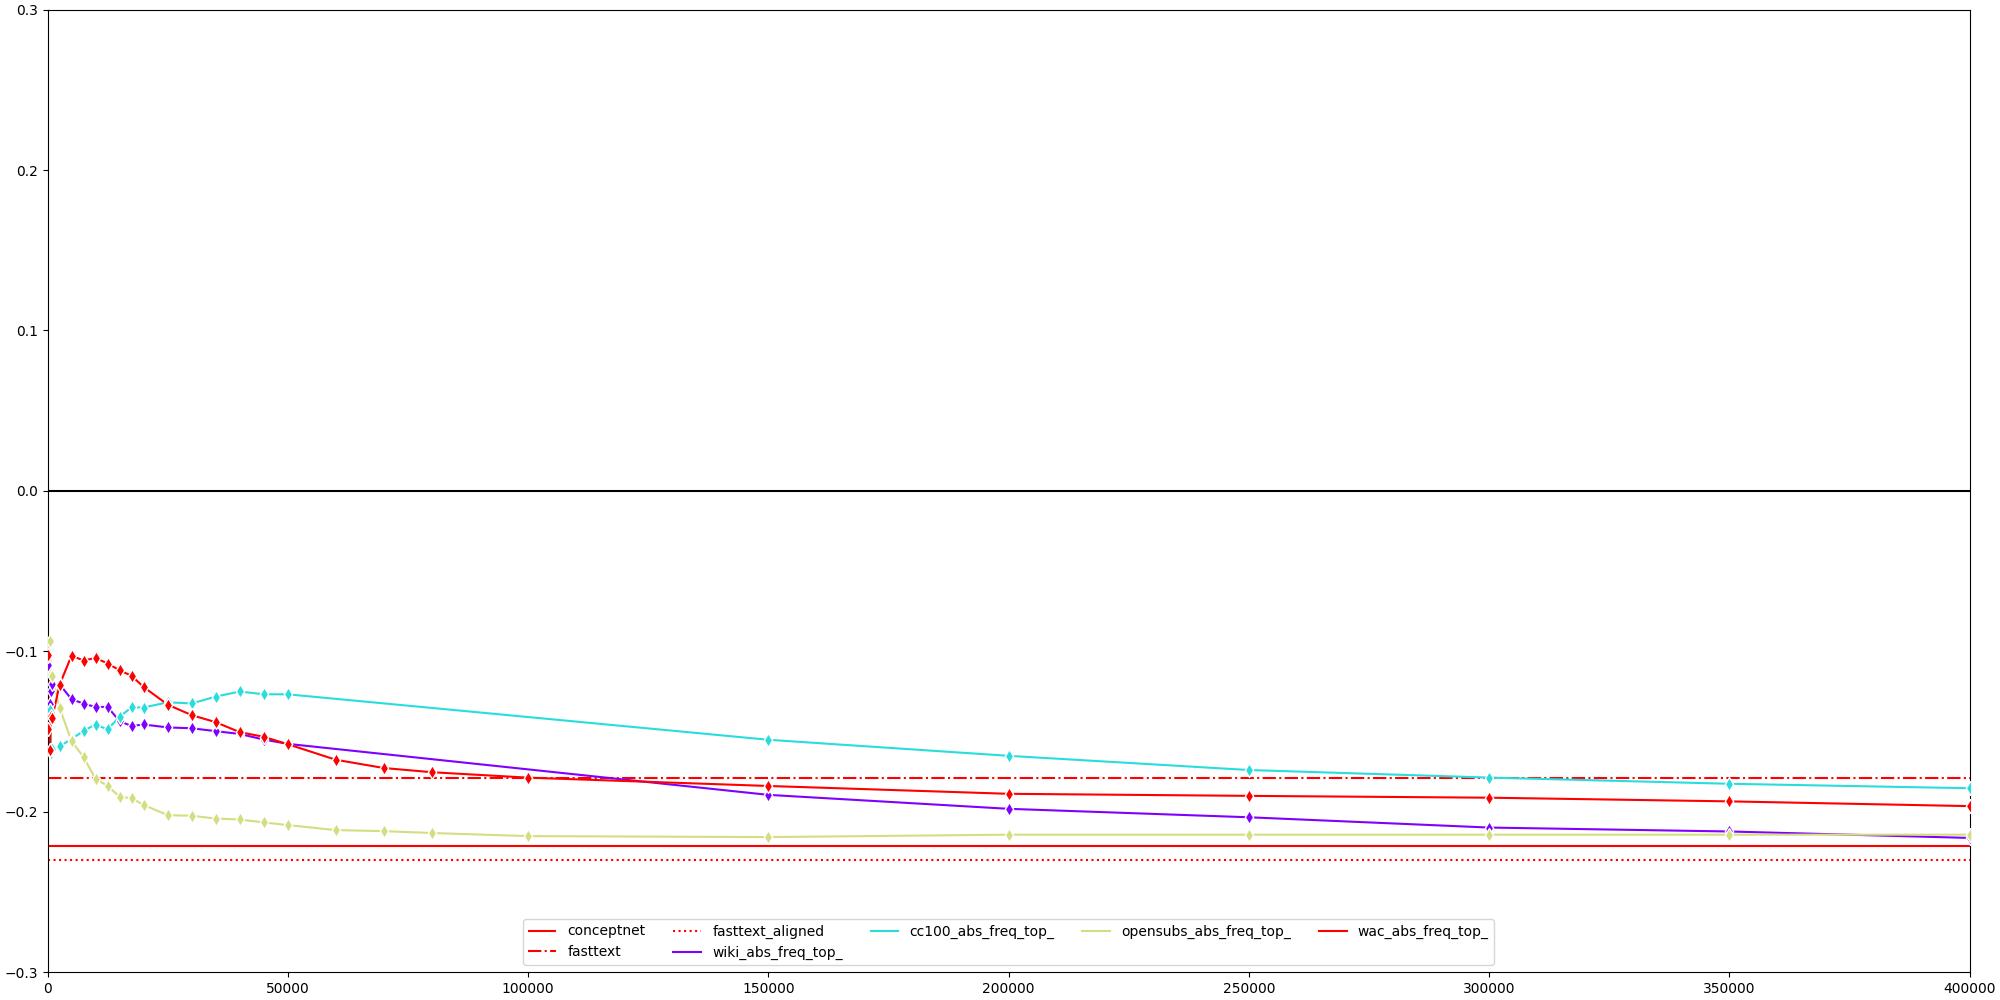 0.3
0.2
0.1
0.0
−0.1
−0.2
−0.3
0 50000 100000 150000 200000 250000 300000 350000 400000
conceptnet fasttext_aligned cc100_abs_freq_top_ opensubs_abs_freq_top_ wac_abs_freq_top_
fasttext wiki_abs_freq_top_